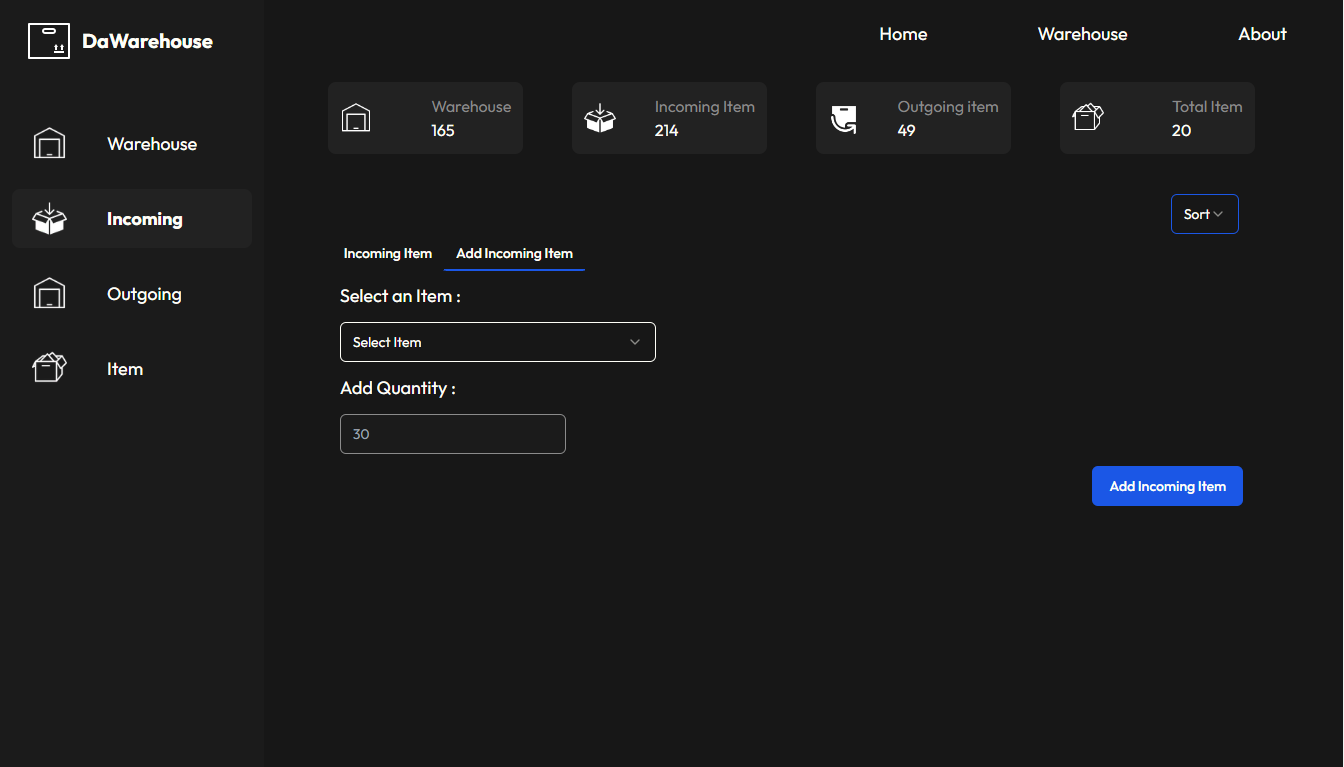 DaWarehouse
Home
Warehouse
About
Warehouse
Incoming
Outgoing
Item
Warehouse
165
Incoming Item
214
Outgoing item
49
Total Item
20
Sort
Incoming Item
Add Incoming Item
Select an Item :
Select Item
Add Quantity :
30
Add Incoming Item